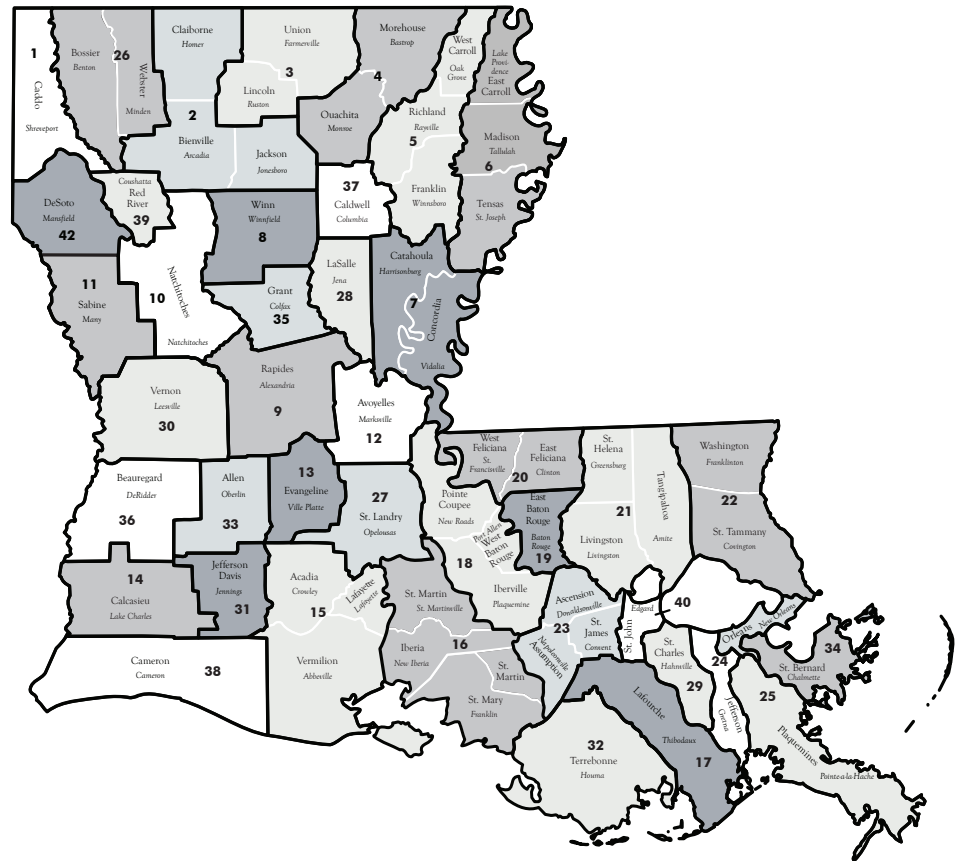 1
Caddo
Shreveport
Bossier
Benton
26
Webster
Minden
Claiborne
Homer
2
Bienville
Arcadia
Jackson
Jonesboro
Union
Farmerville
3
Lincoln
Ruston
Morehouse
Bastrop
4
Ouachita
Monroe
West
Carroll
Oak
Grove
Lake
Provi-
dence
East
Carroll
Richland
Rayville
5
Franklin
Winnsboro
Madison
Tallulah
6
Tensas
St. Joseph
DeSoto
Mansfield
42
Coushatta
Red
River
39
Winn
Winnfield
8
37
Caldwell
Columbia
11
Sabine
Many
10
Natchitoches
Natchitoches
Grant
Colfax
35
LaSalle
Jena
28
Catahoula
Harrisonburg
7
Concordia
Vidalia
Vernon
Leesville
30
Rapides
Alexandria
9
Avoyelles
Marksville
12
Beauregard
DeRidder
36
Allen
Oberlin
33
13
Evangeline
Ville Platte
27
St. Landry
Opelousas
Pointe
Coupee
New Roads
Port Allen
West
Baton
Rouge
18
Iberville
Plaquemine
West
Feliciana
St.
Francisville
20
East
Feliciana
Clinton
East
Baton
Rouge
Baton
Rouge
19
St.
Helena
Greensburg
21
Livingston
Livingston
Tangipahoa
Amite
Washington
Franklinton
22
St. Tammany
Covington
14
Calcasieu
Lake Charles
Jefferson
Davis
Jennings
31
Acadia
Crowley
15
Lafayette
Lafayette
Vermilion
Abbeville
Cameron
Cameron
38
St. Martin
St. Martinville
16
Iberia
New Iberia
St.
Martin
St. Mary
Franklin
Ascension
Donaldsonville
23
St.
James
Convent
Napoleonville
Assumption
Edgard
St. John
40
St.
Charles
Hahnville
29
24
Jefferson
Gretna
Orleans
New Orleans
34
St. Bernard
Chalmette
25
Plaquemines
Pointe-a-la-Hache
Lafourche
Thibodaux
17
32
Terrebonne
Houma